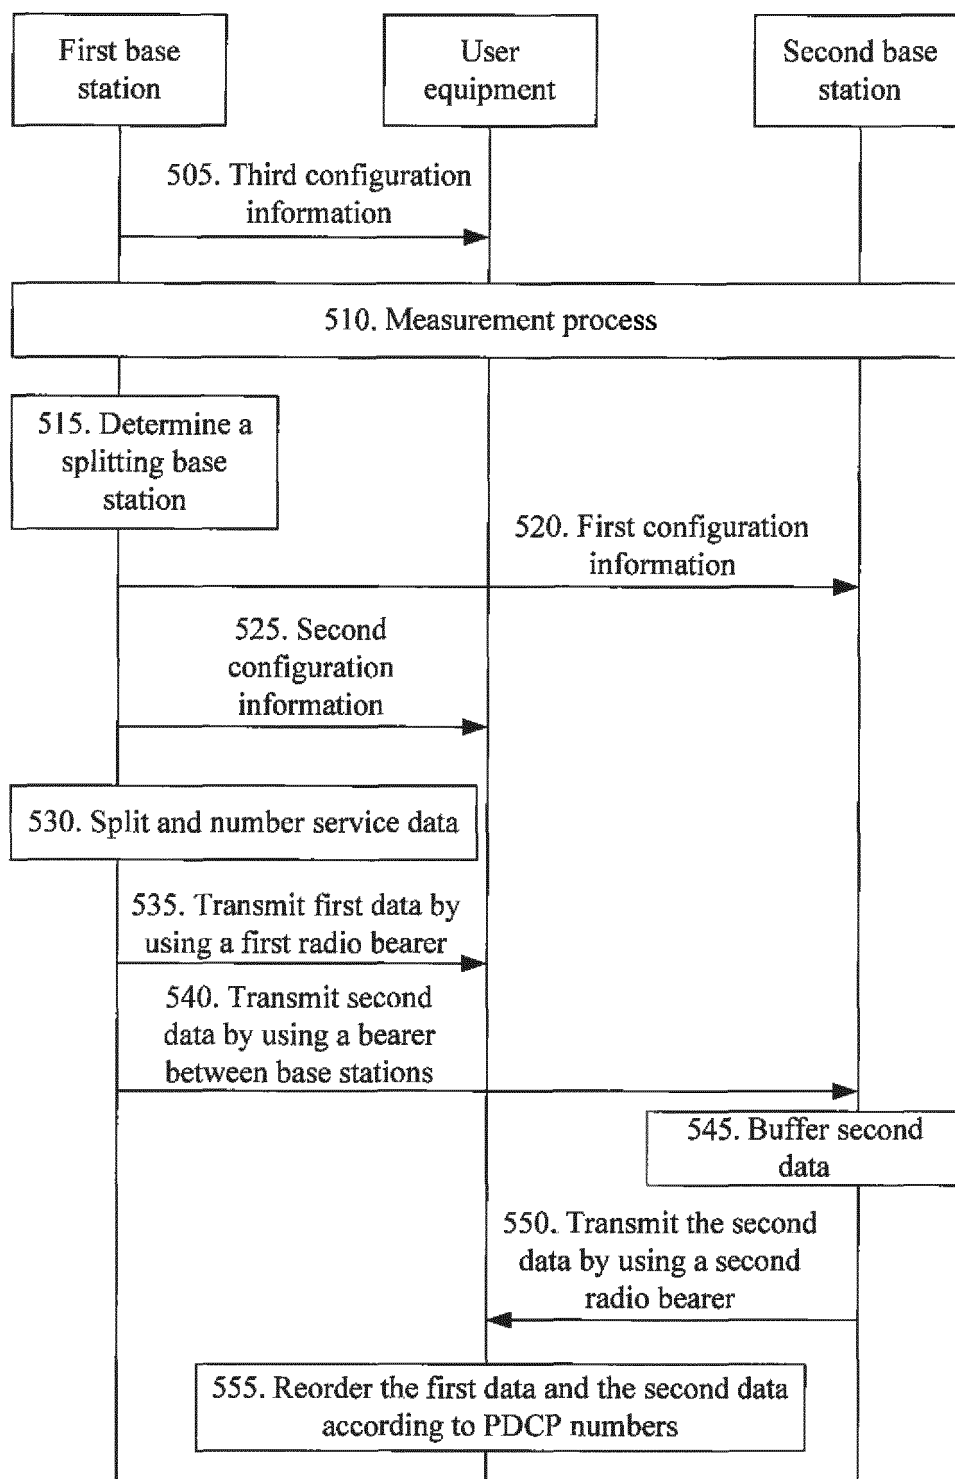 First base
station
User
equipment
Second base
station
505. Third configuration
information
510. Measurement process
515. Determine a
splitting base
station
520. First configuration
information
525. Second
configuration
information
530. Split and number service data
535. Transmit first data by
using a first radio bearer
540. Transmit second
data by using a bearer
between base stations
545. Buffer second
data
550. Transmit the second
data by using a second
radio bearer
555. Reorder the first data and the second data
according to PDCP numbers